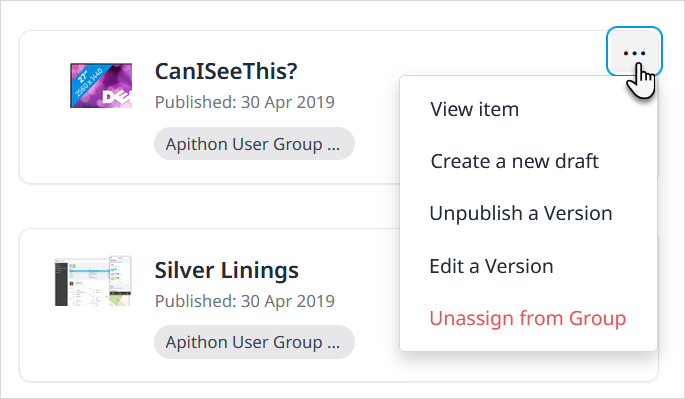 27"
2560 x 1440
DELL
CanISeeThis?
Published: 30 Apr 2019
Apithon User Group ...
...
View item
Create a new draft
Unpublish a Version
Edit a Version
Unassign from Group
Silver Linings
Published: 30 Apr 2019
Apithon User Group ...